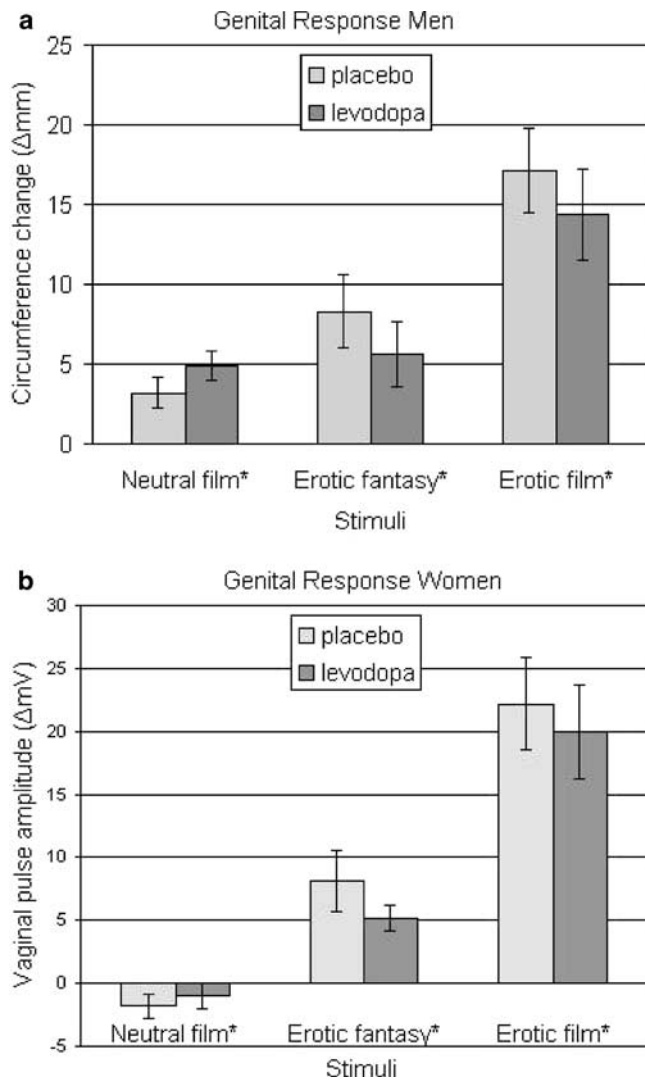 a
Genital Response Men
25
20
15
10
5
0
Circumference change (Δmm)
placebo
levodopa
Neutral film* Erotic fantasy* Erotic film*
Stimuli
b
Genital Response Women
30
25
20
15
10
5
0
-5
Vaginal pulse amplitude (ΔmV)
placebo
levodopa
Neutral film* Erotic fantasy* Erotic film*
Stimuli